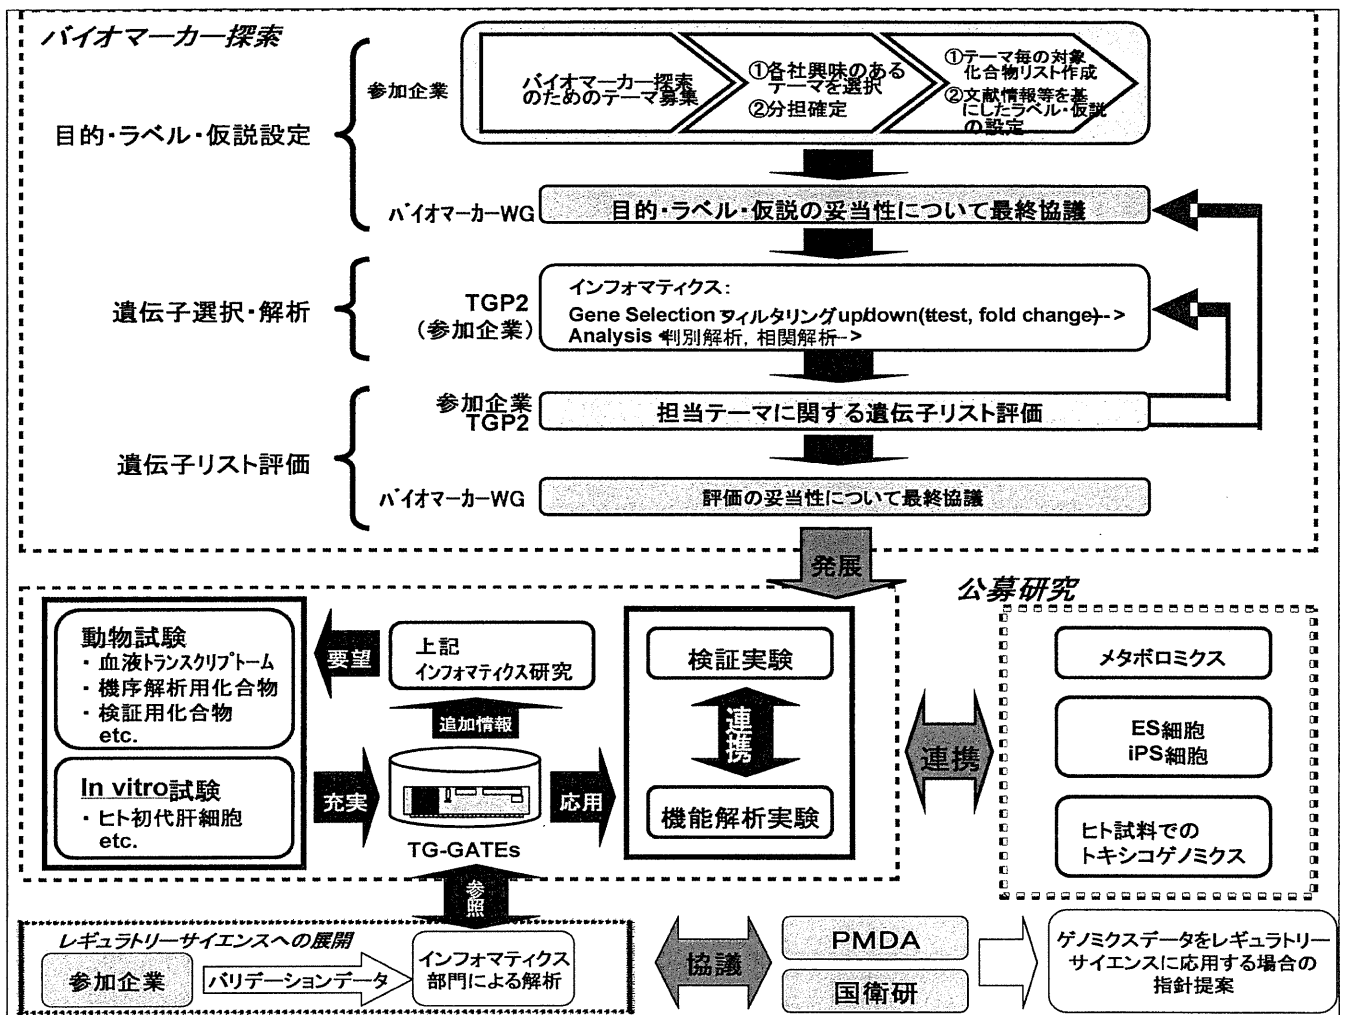 バイオマーカー探索
参加企業
バイオマーカー探索
のためのテーマ募集
①各社興味のある
テーマを選択
②分担確定
①テーマ毎の対象
化合物リスト作成
②文献情報等を基
にしたラベル・仮説
の設定
目的・ラベル・仮説設定
バイオマーカーWG
目的・ラベル・仮説の妥当性について最終協議
遺伝子選択・解析
TGP2
(参加企業)
インフォマティクス:
Gene Selection フィルタリング up/down(ttest, fold change)-->
Analysis 判別解析, 相関解析-->
参加企業
TGP2
担当テーマに関する遺伝子リスト評価
遺伝子リスト評価
バイオマーカーWG
評価の妥当性について最終協議
発展
公募研究
動物試験
・血液トランスクリプトーム
・機序解析用化合物
・検証用化合物
etc.
In vitro試験
・ヒト初代肝細胞
etc.
要望
上記
インフォマティクス研究
追加情報
充実
TG-GATEs
応用
検証実験
連携
機能解析実験
連携
メタボロミクス
ES細胞
iPS細胞
ヒト試料での
トキシコゲノミクス
参照
レギュラトリーサイエンスへの展開
参加企業
バリデーションデータ
インフォマティクス
部門による解析
協議
PMDA
国衛研
ゲノミクスデータをレギュラトリー
サイエンスに応用する場合の
指針提案